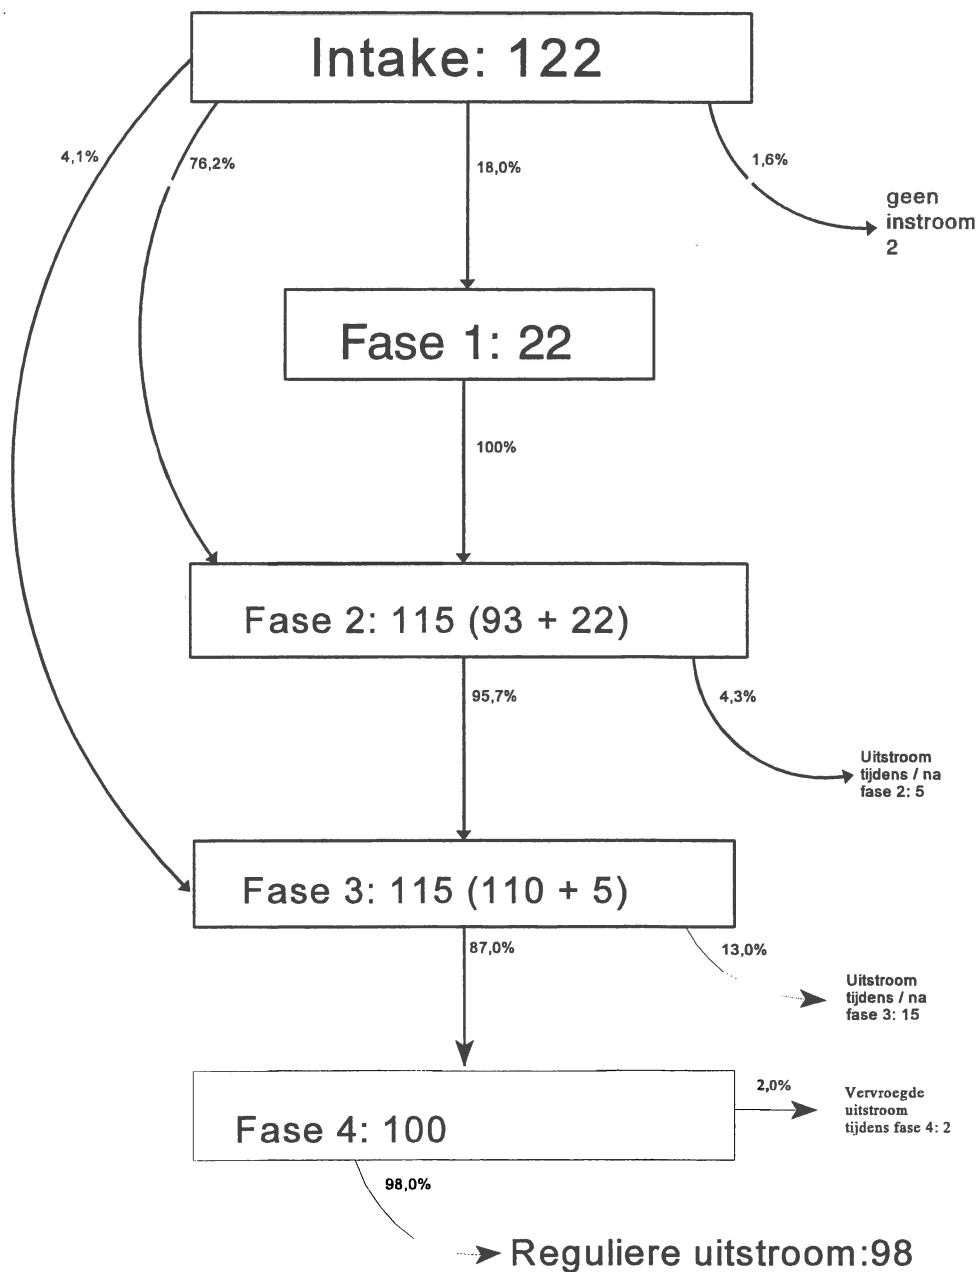 Intake: 122
4,1%
76,2%
18,0%
1,6%
geen
instroom
2
Fase 1: 22
100%
Fase 2: 115 (93 + 22)
95,7%
4,3%
Uitstroom
tijdens / na
fase 2: 5
Fase 3: 115 (110 + 5)
87,0%
13,0%
Uitstroom
tijdens / na
fase 3: 15
Fase 4: 100
2,0%
Vervroegde
uitstroom
tijdens fase 4: 2
98,0%
Reguliere uitstroom:98